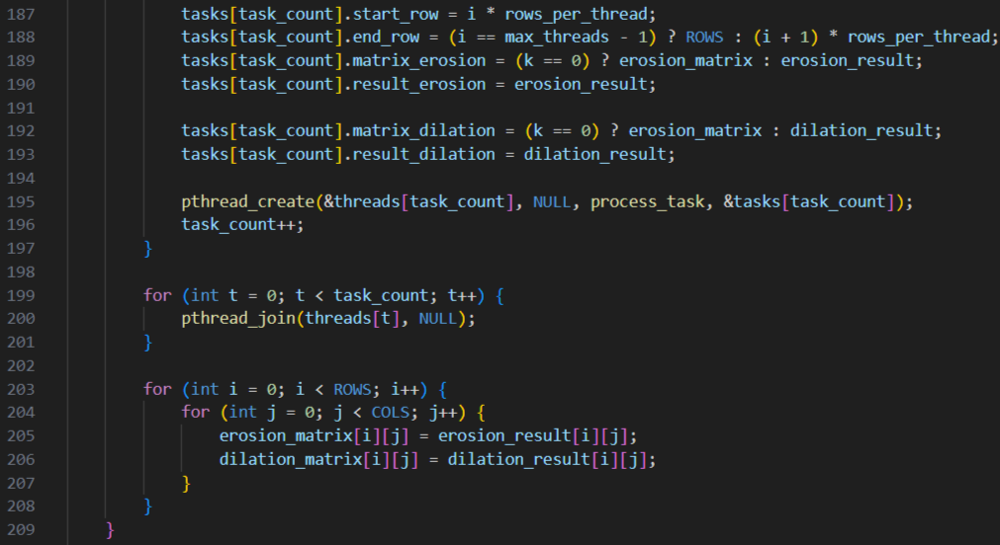 187 tasks[task_count].start_row = i * rows_per_thread;
188 tasks[task_count].end_row = (i == max_threads - 1) ? ROWS : (i + 1) * rows_per_thread;
189 tasks[task_count].matrix_erosion = (k == 0) ? erosion_matrix : erosion_result;
190 tasks[task_count].result_erosion = erosion_result;
191
192 tasks[task_count].matrix_dilation = (k == 0) ? erosion_matrix : dilation_result;
193 tasks[task_count].result_dilation = dilation_result;
194
195 pthread_create(&threads[task_count], NULL, process_task, &tasks[task_count]);
196 task_count++;
197 }
198
199 for (int t = 0; t < task_count; t++) {
200 pthread_join(threads[t], NULL);
201 }
202
203 for (int i = 0; i < ROWS; i++) {
204 for (int j = 0; j < COLS; j++) {
205 erosion_matrix[i][j] = erosion_result[i][j];
206 dilation_matrix[i][j] = dilation_result[i][j];
207 }
208 }
209 }